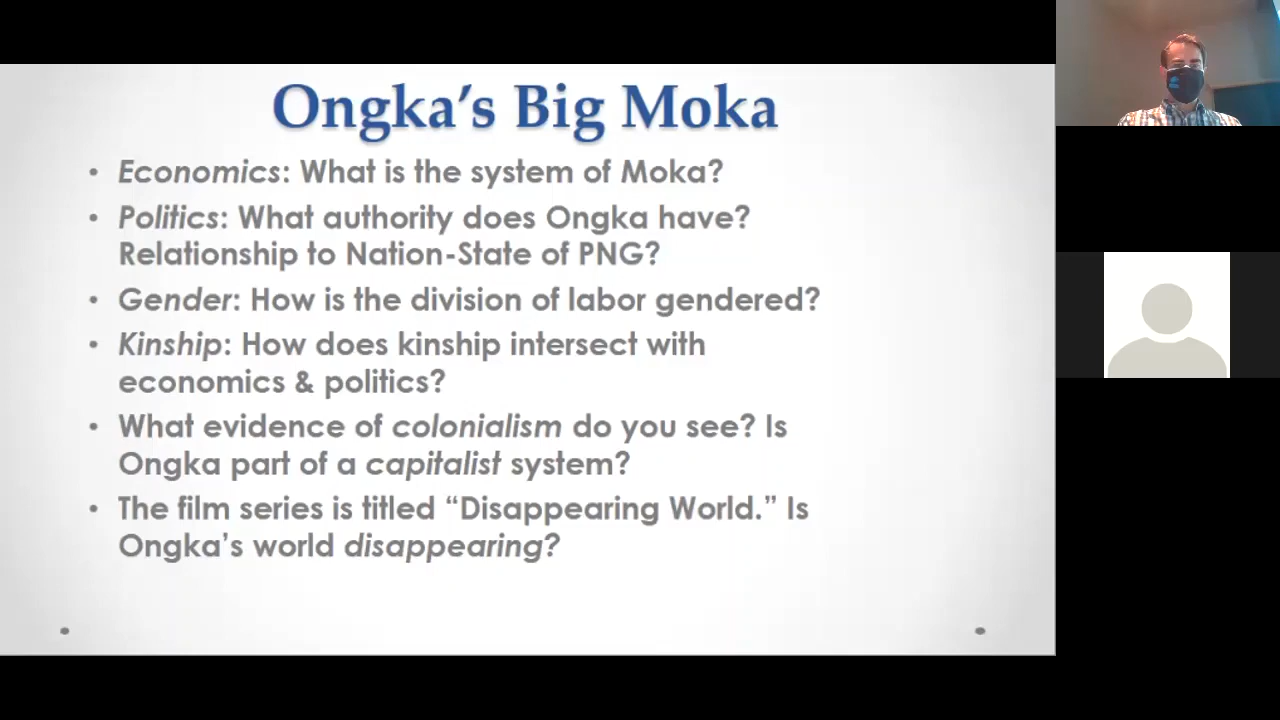 Ongka's Big Moka
• Economics: What is the system of Moka?
• Politics: What authority does Ongka have?
Relationship to Nation-State of PNG?
• Gender: How is the division of labor gendered?
• Kinship: How does kinship intersect with
economics & politics?
• What evidence of colonialism do you see? Is
Ongka part of a capitalist system?
• The film series is titled “Disappearing World.” Is
Ongka's world disappearing?